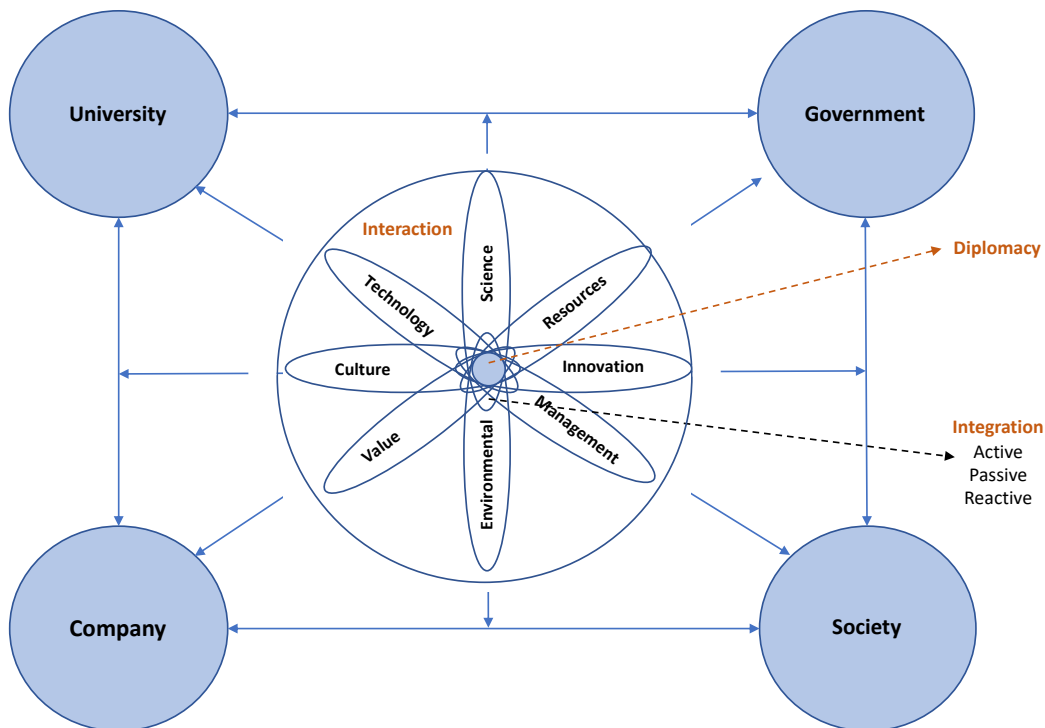 University
Government
Interaction
Science
Technology
Resources
Diplomacy
Culture
Innovation
Value
Management
Environmental
Integration
Active
Passive
Reactive
Company
Society